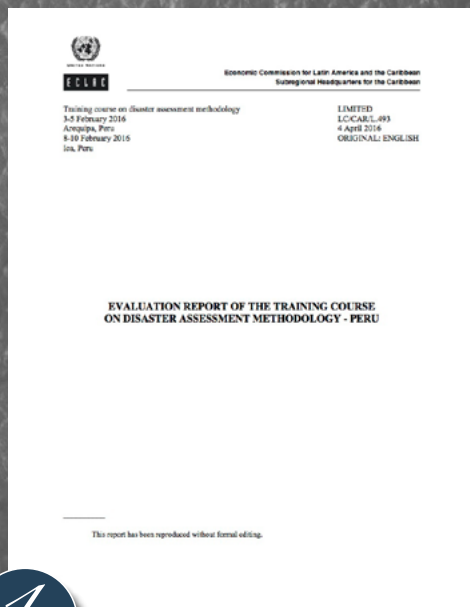 UNITED NATIONS
ECLAC
Economic Commission for Latin America and the Caribbean
Subregional Headquarters for the Caribbean
Training course on disaster assessment methodology
3-5 February 2016
Arequipa, Peru
8-10 February 2016
Ica, Peru
LIMITED
LC/CAR/L.493
4 April 2016
ORIGINAL: ENGLISH
EVALUATION REPORT OF THE TRAINING COURSE
ON DISASTER ASSESSMENT METHODOLOGY - PERU
This report has been reproduced without formal editing.